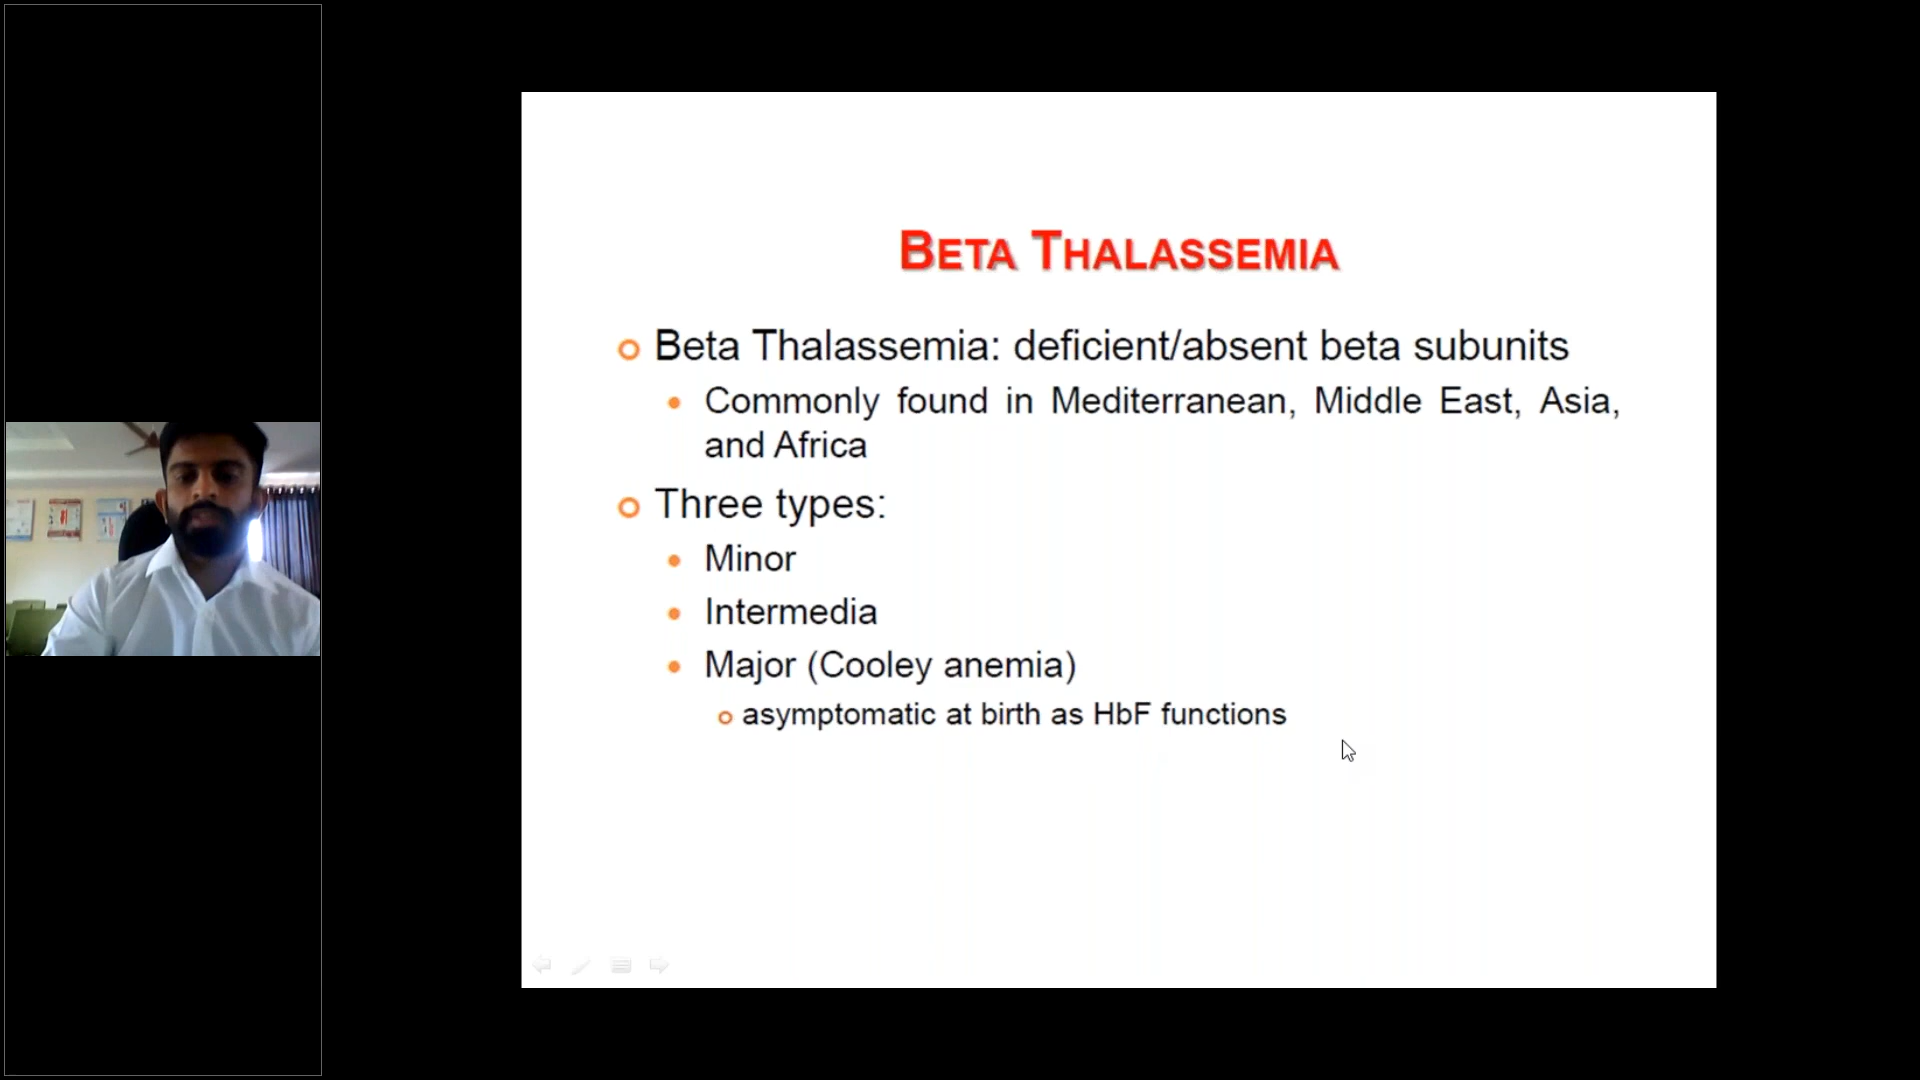 BETA THALASSEMIA
Beta Thalassemia: deficient/absent beta subunits
Commonly found in Mediterranean, Middle East, Asia,
and Africa
Three types:
Minor
Intermedia
Major (Cooley anemia)
asymptomatic at birth as HbF functions